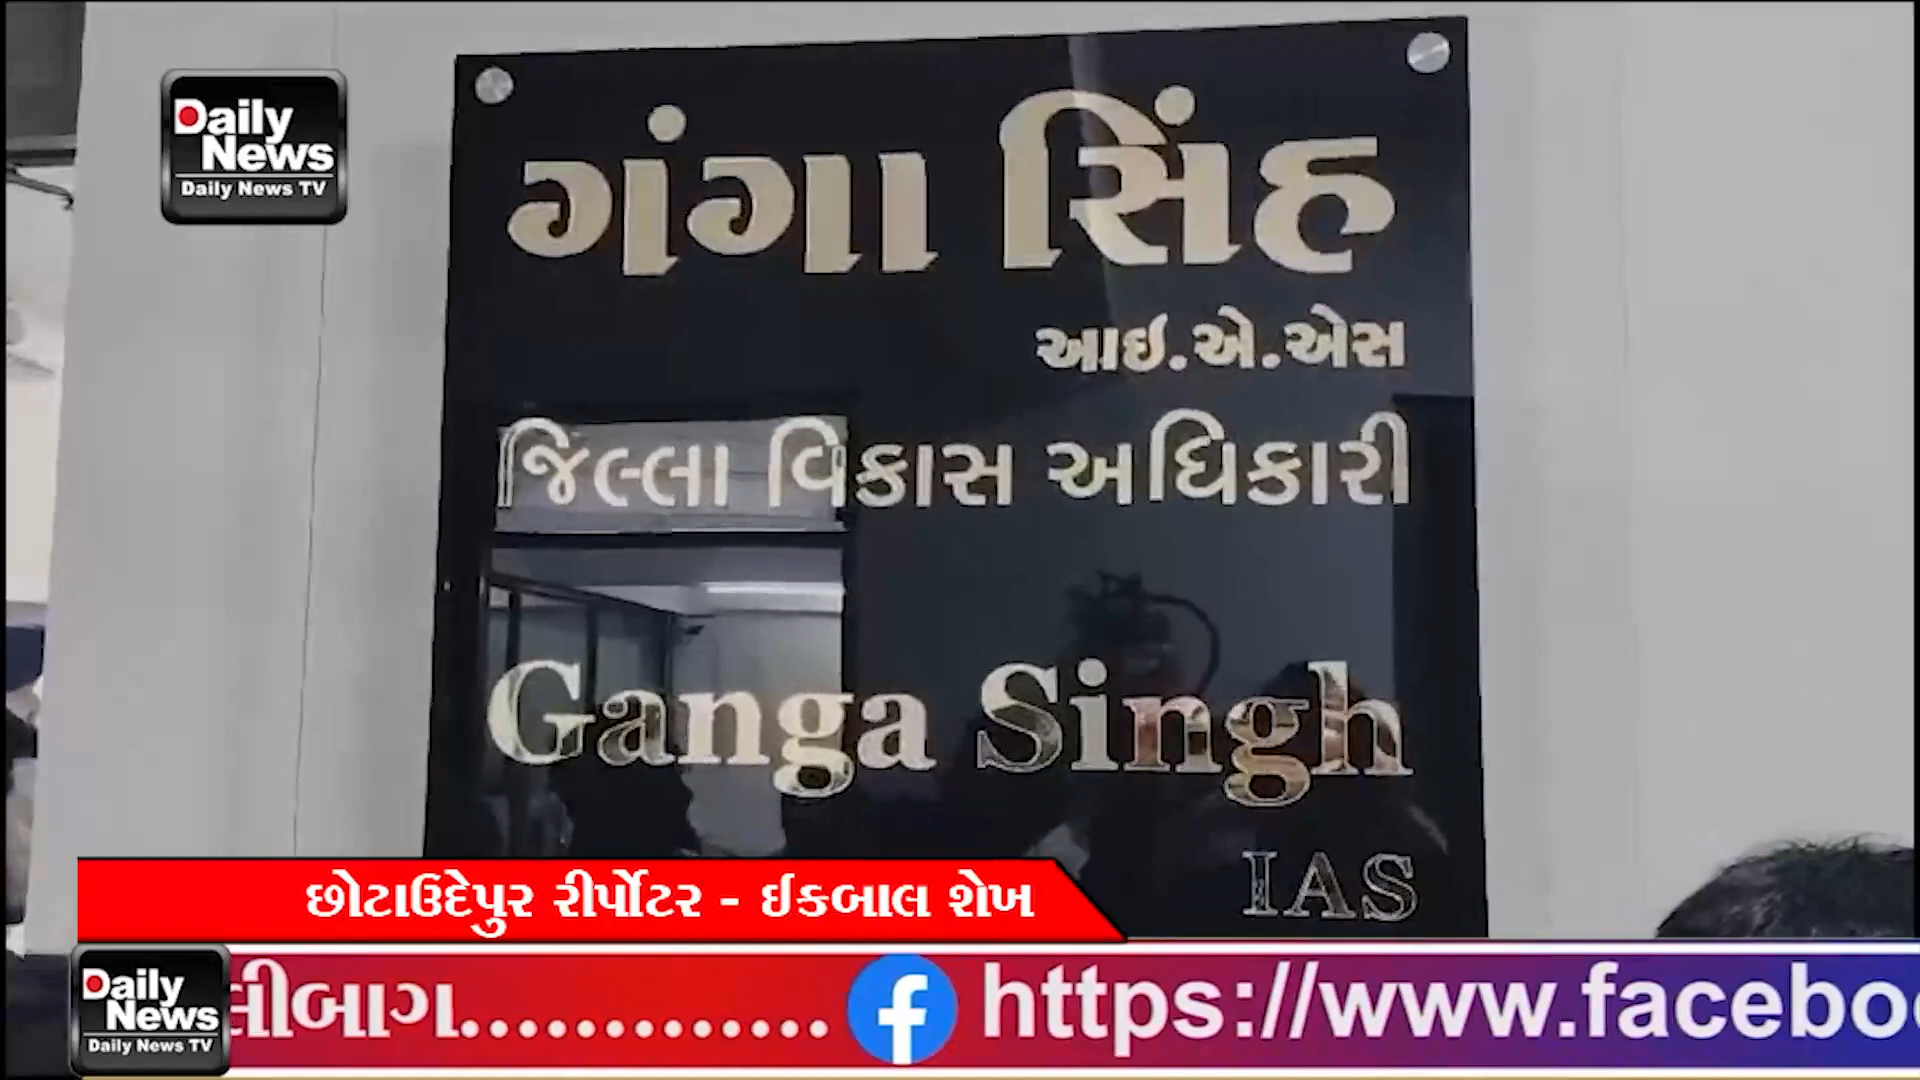 Daily
News
Daily News TV
ગંગા સિંહ
આઇ.એ.એસ
જિલ્લા વિકાસ અધિકારી
Ganga Singh
IAS
છોટાઉદેપુર રીર્પોટર - ઈકબાલ શેખ
Daily
News
Daily News TV
લીબાગ.................. https://www.facebo